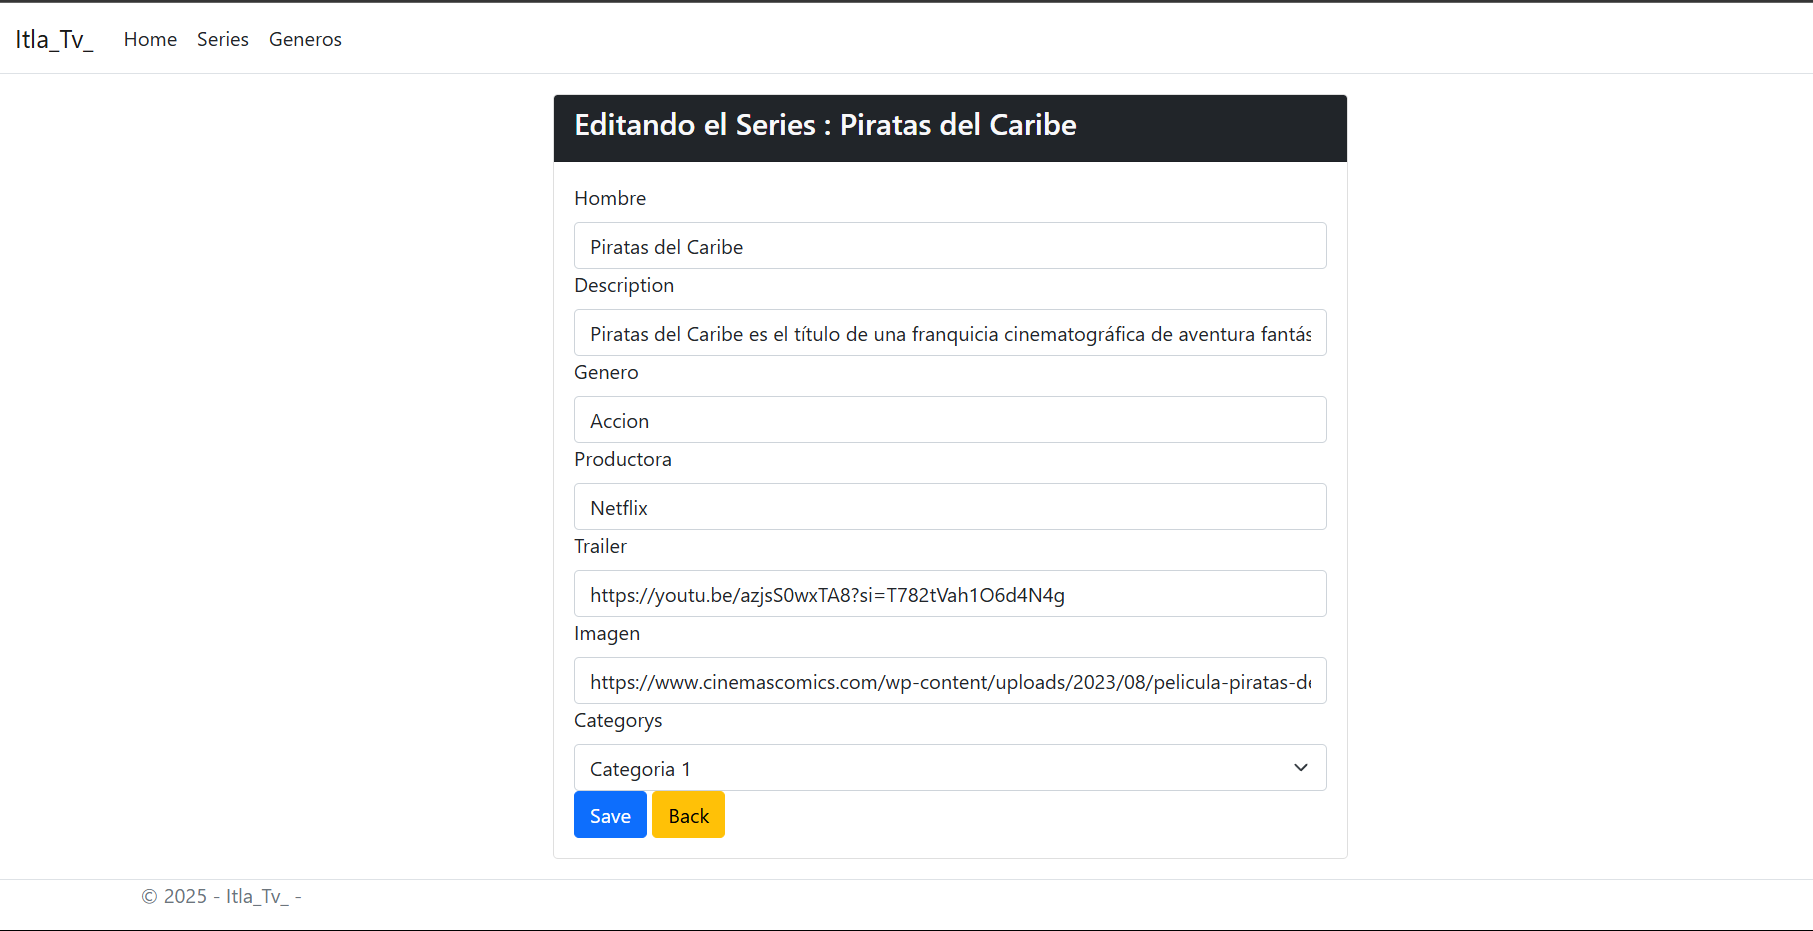 Itla_Tv_ Home Series Generos
Editando el Series : Piratas del Caribe
Hombre
Piratas del Caribe
Description
Piratas del Caribe es el título de una franquicia cinematográfica de aventura fantás
Genero
Accion
Productora
Netflix
Trailer
https://youtu.be/azjsS0wxTA8?si=T782tVah1O6d4N4g
Imagen
https://www.cinemascomics.com/wp-content/uploads/2023/08/pelicula-piratas-de
Categorys
Categoria 1
Save Back
© 2025 - Itla_Tv_ -